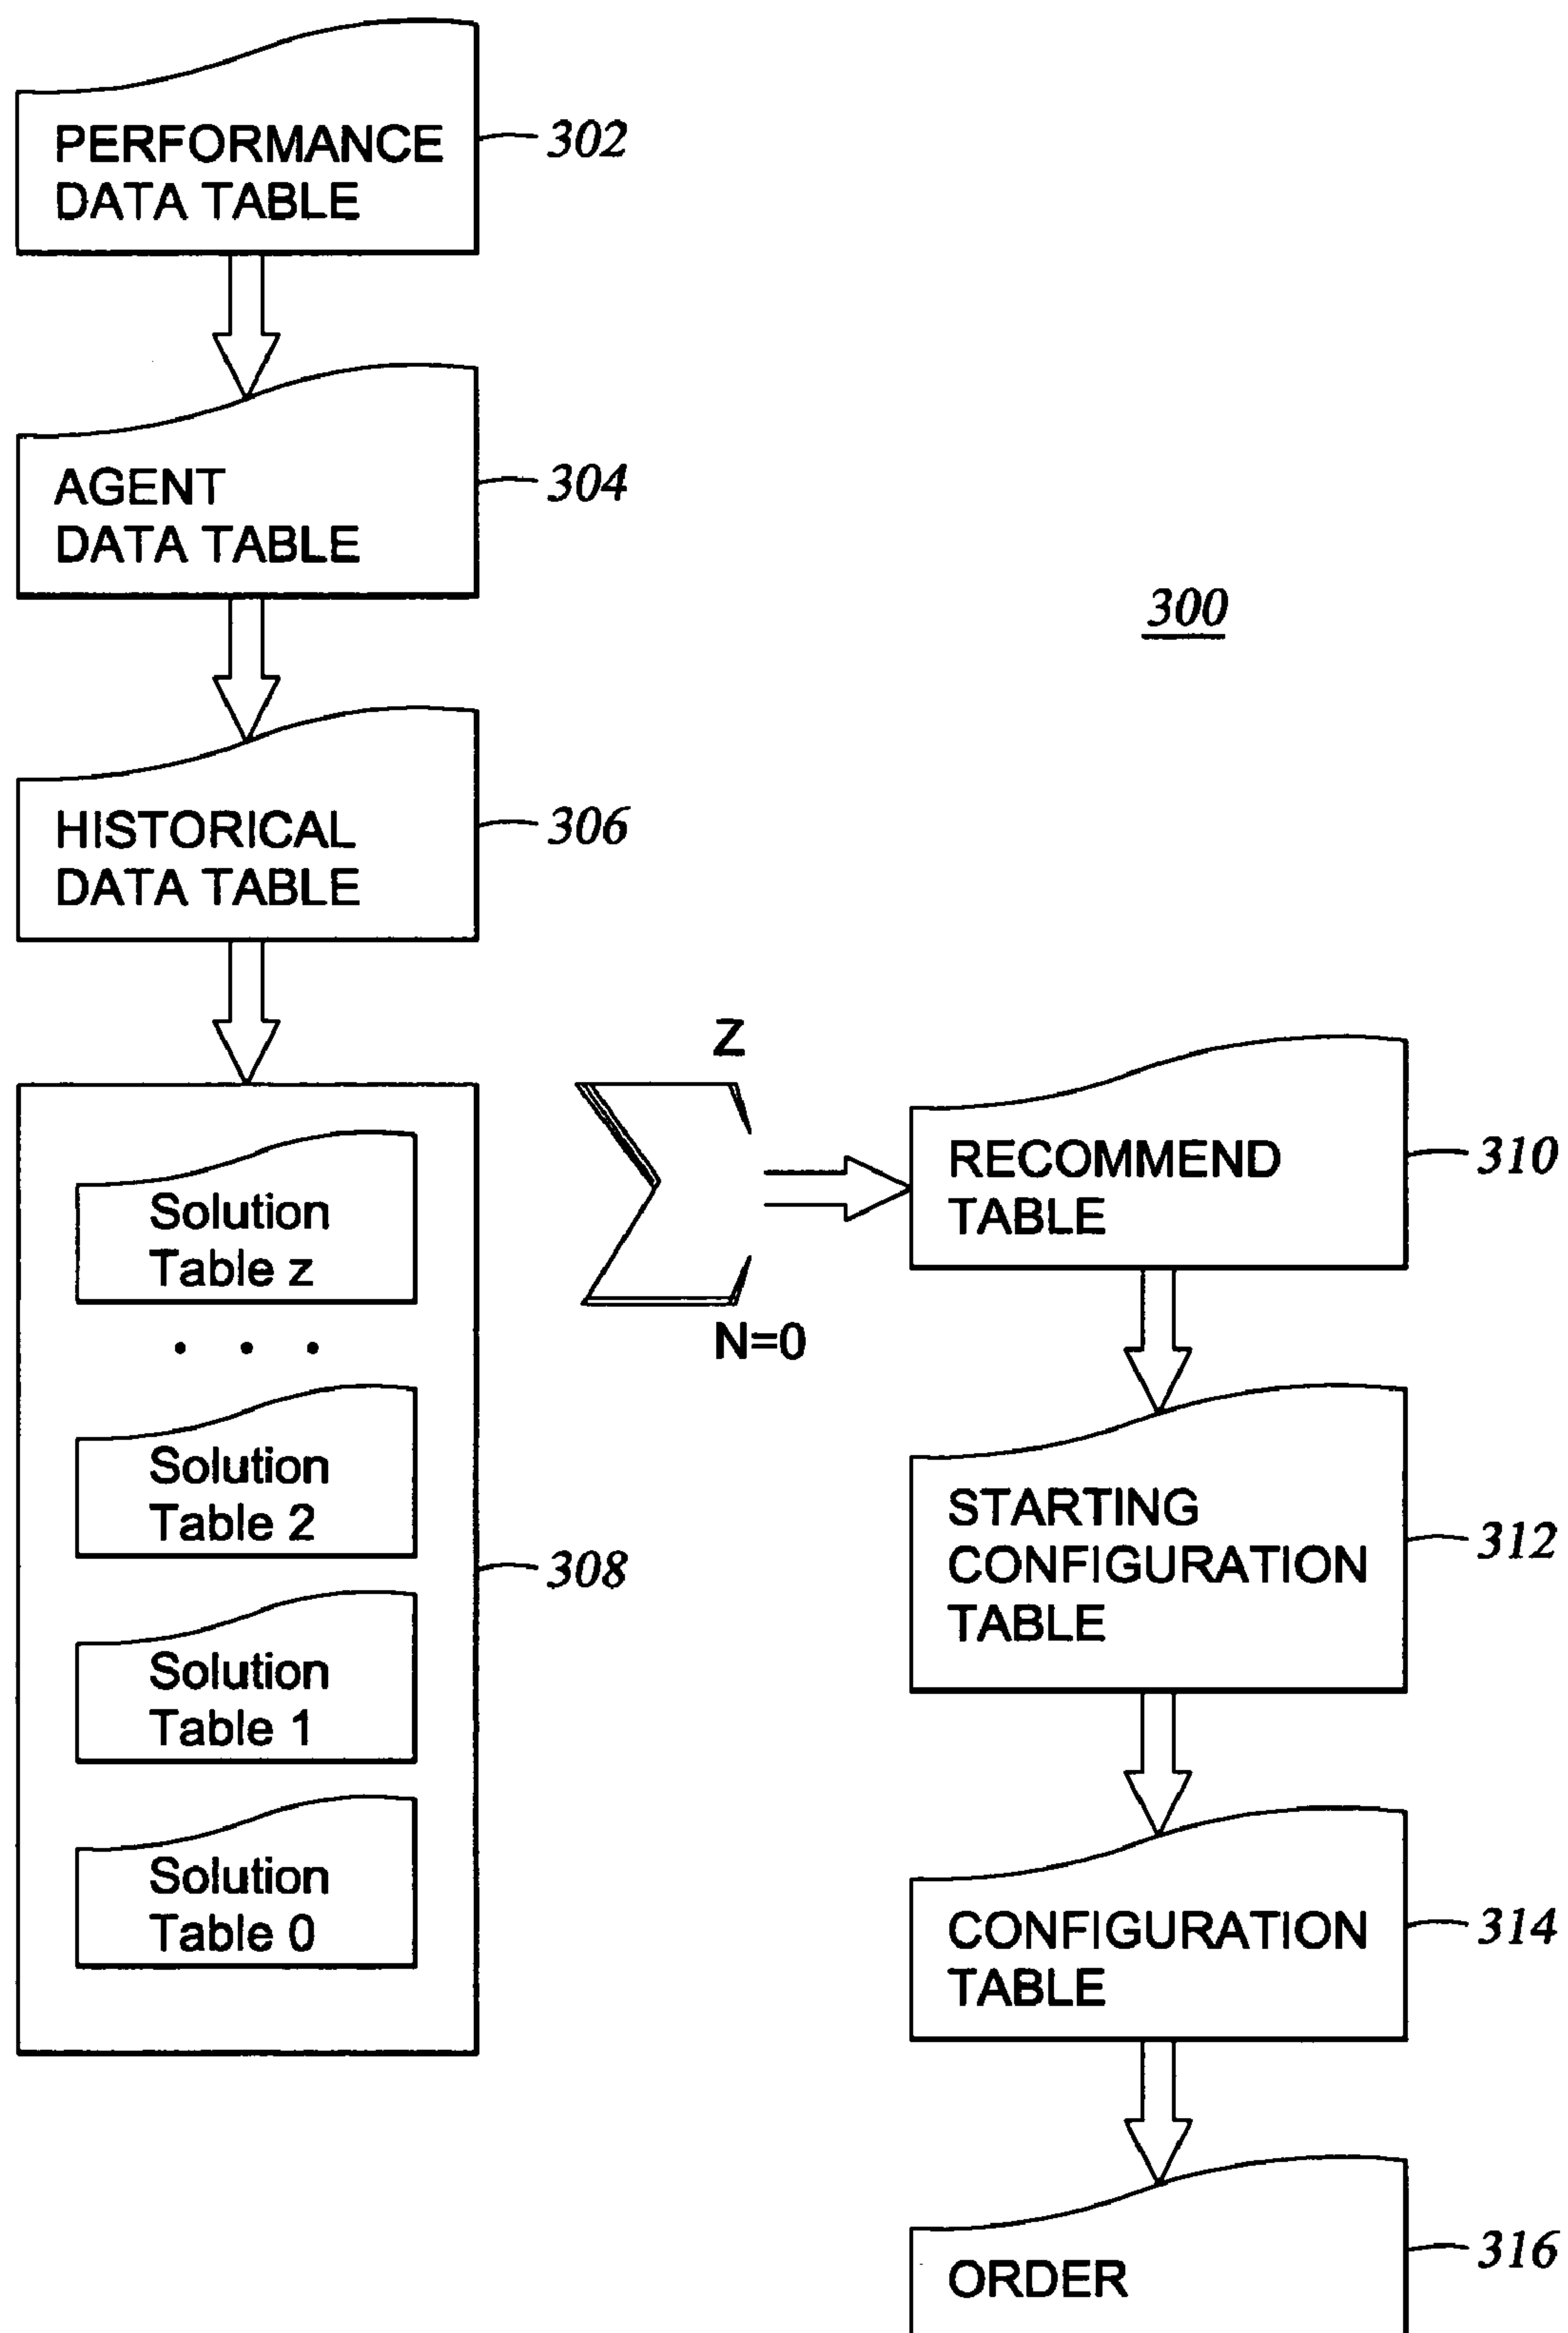 PERFORMANCE
DATA TABLE
302
AGENT
DATA TABLE
304
300
HISTORICAL
DATA TABLE
306
Solution
Table z
. . .
Solution
Table 2
Solution
Table 1
Solution
Table 0
308
Z
N=0
RECOMMEND
TABLE
310
STARTING
CONFIGURATION
TABLE
312
CONFIGURATION
TABLE
314
ORDER
316